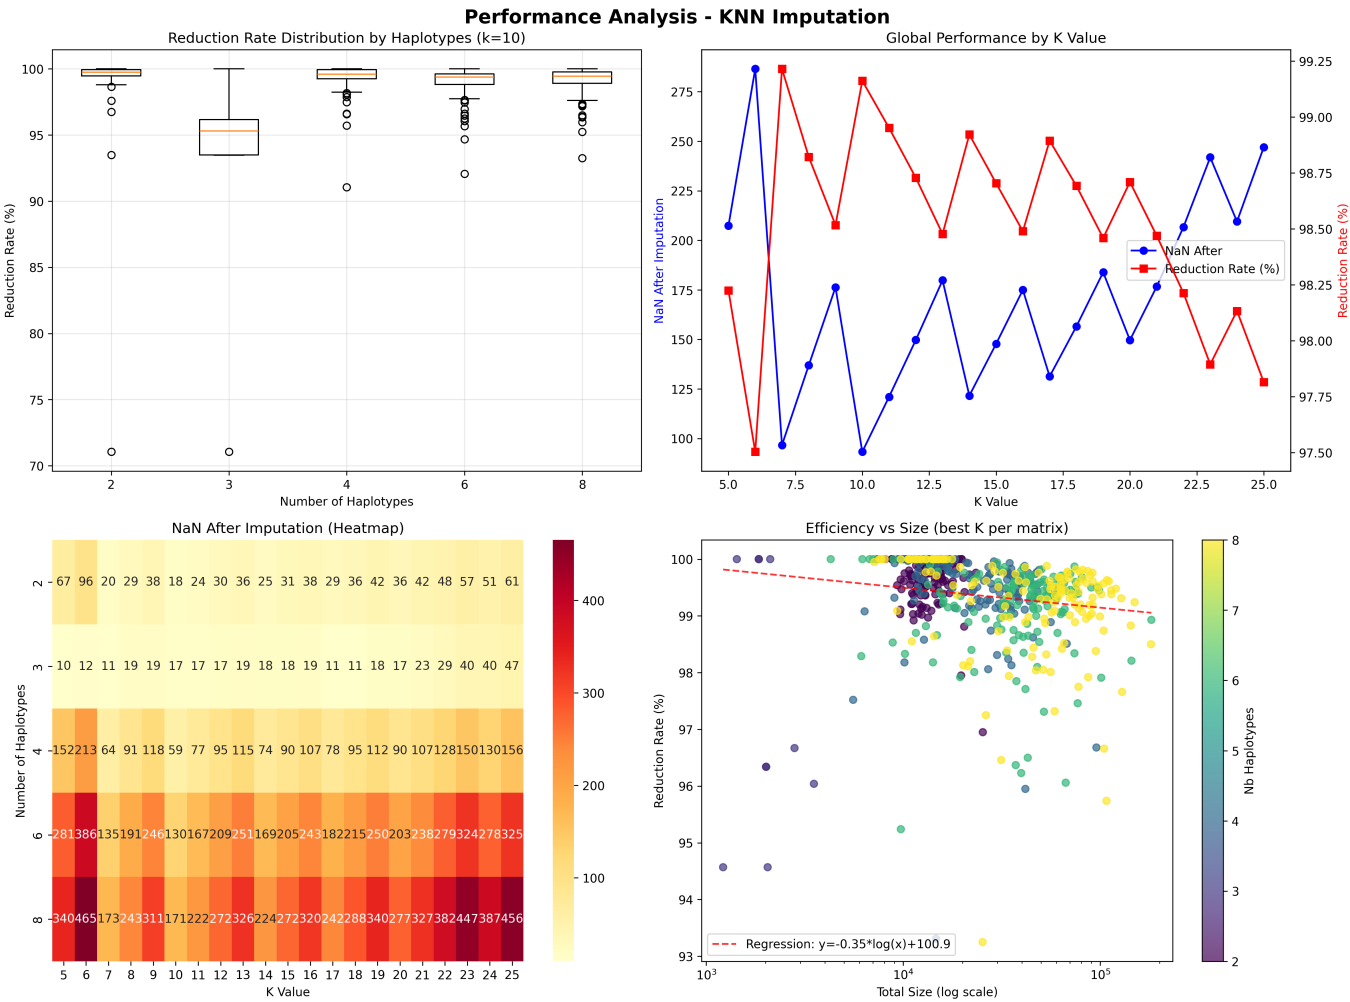 Performance Analysis - KNN Imputation
Reduction Rate Distribution by Haplotypes (k=10)
100
95
90
85
80
75
70
Reduction Rate (%)
2 3 4 6 8
Number of Haplotypes
Global Performance by K Value
275
250
225
200
175
150
125
100
NaN After Imputation
NaN After
Reduction Rate (%)
99.25
99.00
98.75
98.50
98.25
98.00
97.75
97.50
Reduction Rate (%)
5.0 7.5 10.0 12.5 15.0 17.5 20.0 22.5 25.0
K Value
NaN After Imputation (Heatmap)
Number of Haplotypes
2 67 96 20 29 38 18 24 30 36 25 31 38 29 36 42 36 42 48 57 51 61
3 10 12 11 19 19 17 17 17 19 18 18 19 11 11 18 17 23 29 40 40 47
4 152 213 64 91 118 59 77 95 115 74 90 107 78 95 112 90 107 128 150 130 156
6 281 386 135 191 246 130 167 209 251 169 205 243 182 215 250 203 238 279 324 278 325
8 340 465 173 243 311 171 222 272 326 224 272 320 242 288 340 277 327 382 447 387 456
5 6 7 8 9 10 11 12 13 14 15 16 17 18 19 20 21 22 23 24 25
K Value
400
300
200
100
Efficiency vs Size (best K per matrix)
100
99
98
97
96
95
94
93
Reduction Rate (%)
Regression: y=-0.35*log(x)+100.9
10³ 10⁴ 10⁵
Total Size (log scale)
8
7
6
5
4
3
2
Nb Haplotypes